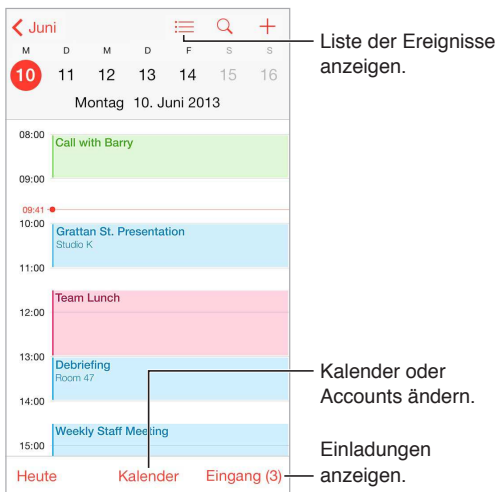 Juni
M D M D F S S
10 11 12 13 14 15 16
Montag 10. Juni 2013
08:00
Call with Barry
09:00
09:41
10:00
Grattan St. Presentation
Studio K
11:00
Team Lunch
12:00
13:00
Debriefing
Room 47
14:00
Weekly Staff Meeting
15:00
Heute Kalender Eingang (3)
Liste der Ereignisse
anzeigen.
Kalender oder
Accounts ändern.
Einladungen
anzeigen.